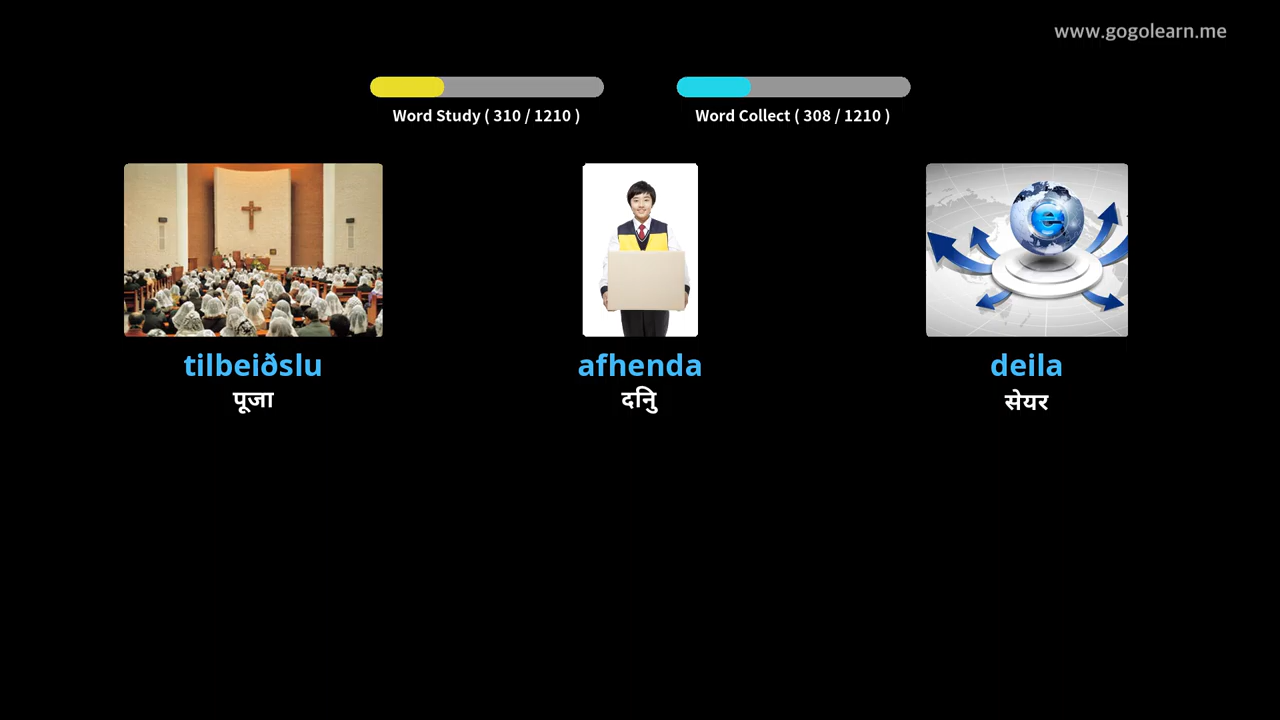 www.gogolearn.me
Word Study ( 310 / 1210 )
Word Collect ( 308 / 1210 )
tilbeiðslu
afhenda
deila
पूजा
दिनु
सेयर
e